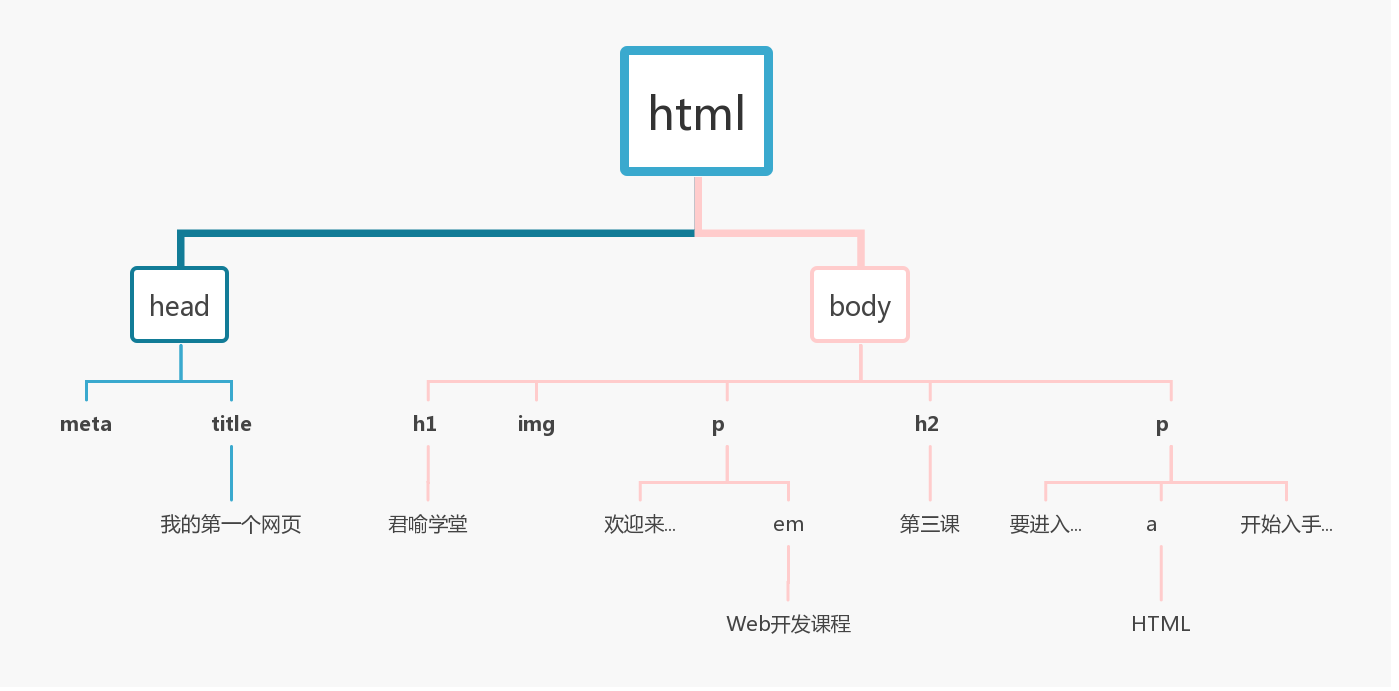 html
head
body
meta
title
h1
img
p
h2
p
我的第一个网页
君喻学堂
欢迎来...
em
第三课
要进入...
a
开始入手...
Web开发课程
HTML